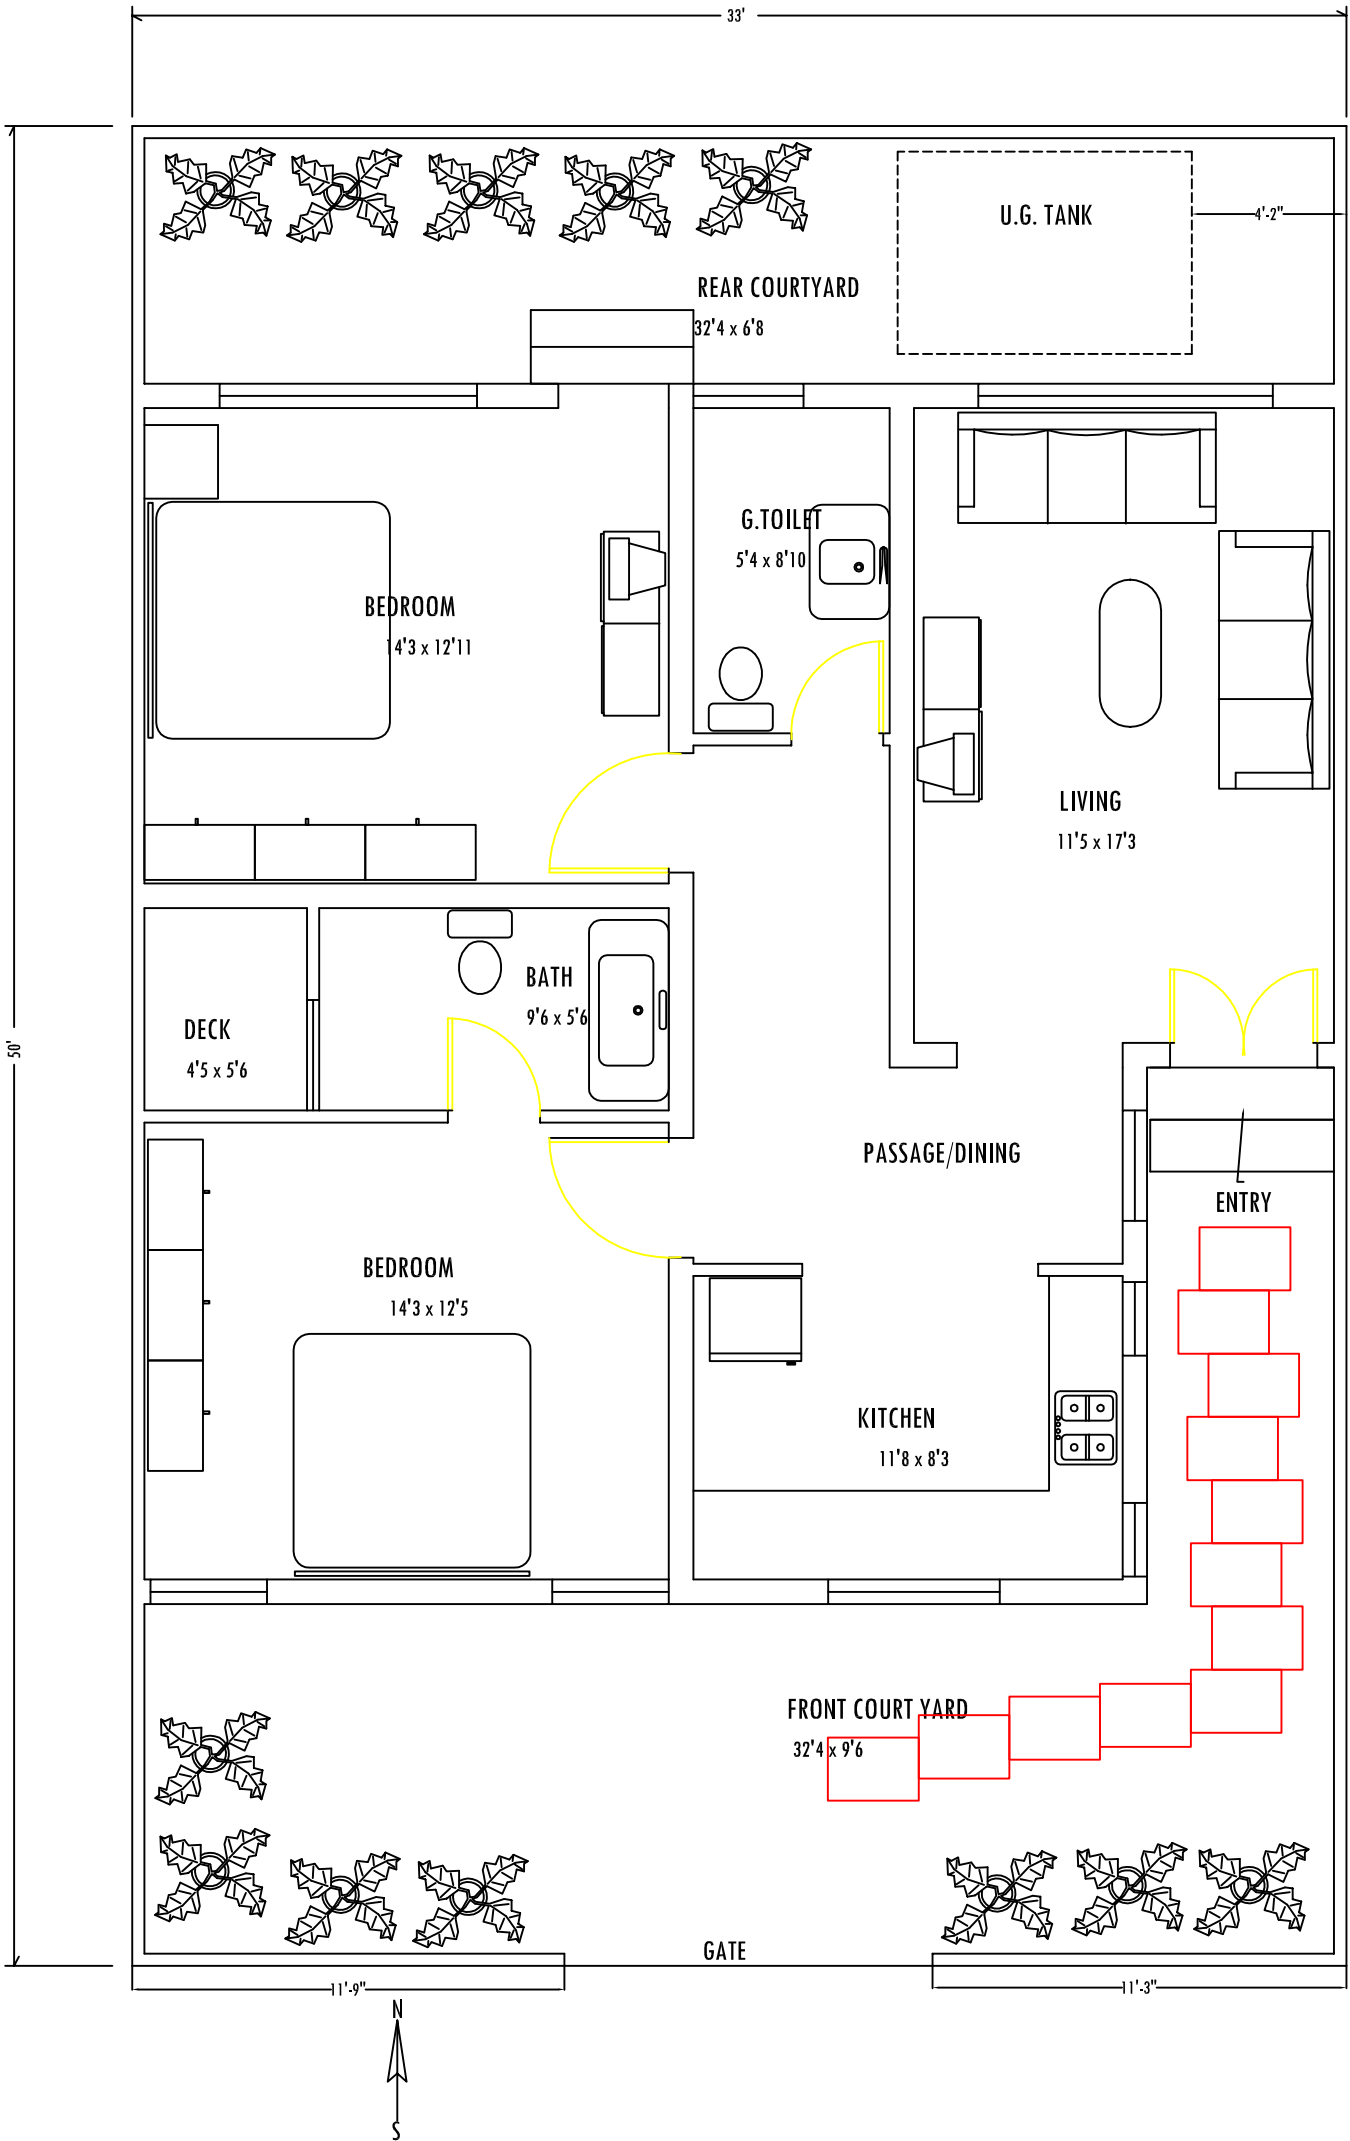 33'
U.G. TANK
4'-2"
REAR COURTYARD
32'4 x 6'8
G.TOILET
5'4 x 8'10
BEDROOM
14'3 x 12'11
LIVING
11'5 x 17'3
BATH
9'6 x 5'6
DECK
4'5 x 5'6
50'
PASSAGE/DINING
ENTRY
BEDROOM
14'3 x 12'5
KITCHEN
11'8 x 8'3
FRONT COURT YARD
32'4 x 9'6
GATE
11'-9"
11'-3"
N
S